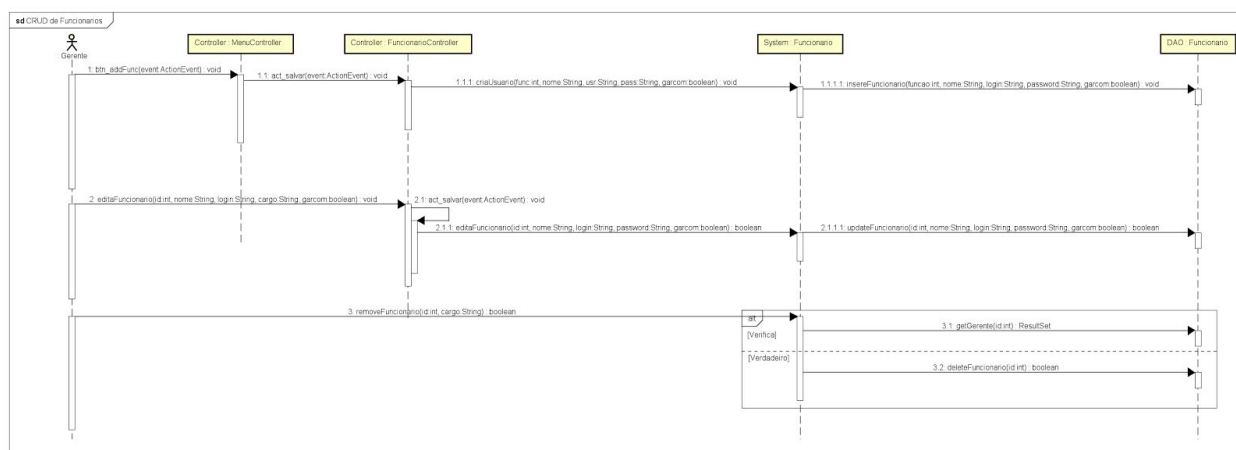 sd CRUD de Funcionarios
Gerente
Controller : MenuController
Controller : FuncionarioController
System : Funcionario
DAO : Funcionario
1: btn_addFunc(event:ActionEvent) : void
1.1: act_salvar(event:ActionEvent) : void
1.1.1: criaUsuario(func:int, nome:String, usr:String, pass:String, garcom:boolean) : void
1.1.1.1: insereFuncionario(funcao:int, nome:String, login:String, password:String, garcom:boolean) : void
2: editaFuncionario(id:int, nome:String, login:String, cargo:String, garcom:boolean) : void
2.1: act_salvar(event:ActionEvent) : void
2.1.1: editaFuncionario(id:int, nome:String, login:String, password:String, garcom:boolean) : boolean
2.1.1.1: updateFuncionario(id:int, nome:String, login:String, password:String, garcom:boolean) : boolean
3: removeFuncionario(id:int, cargo:String) : boolean
alt
[Verifica]
3.1: getGerente(id:int) : ResultSet
[Verdadeiro]
3.2: deleteFuncionario(id:int) : boolean